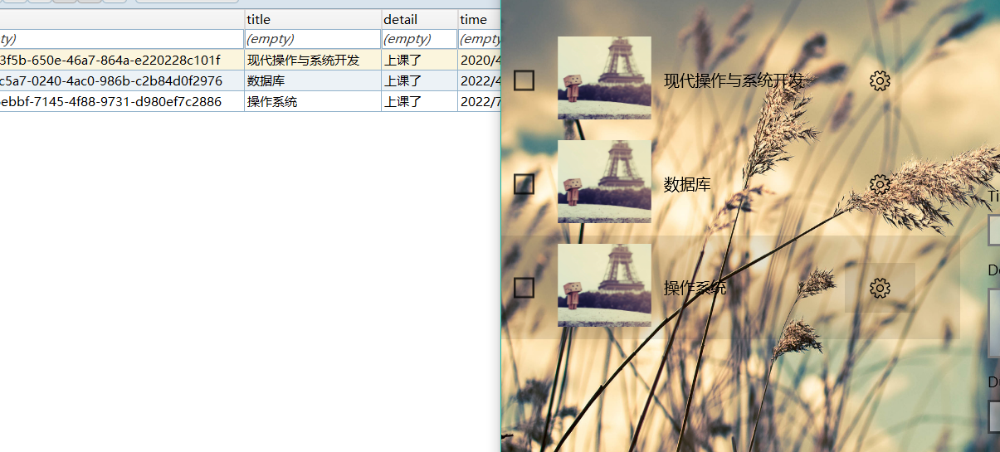 title detail time
ty) (empty) (empty) (empty
3f5b-650e-46a7-864a-e220228c101f 现代操作与系统开发 上课了 2020/4
c5a7-0240-4ac0-986b-c2b84d0f2976 数据库 上课了 2022/4
ebbf-7145-4f88-9731-d980ef7c2886 操作系统 上课了 2022/7
现代操作与系统开发
数据库
Ti
De
操作系统
Du